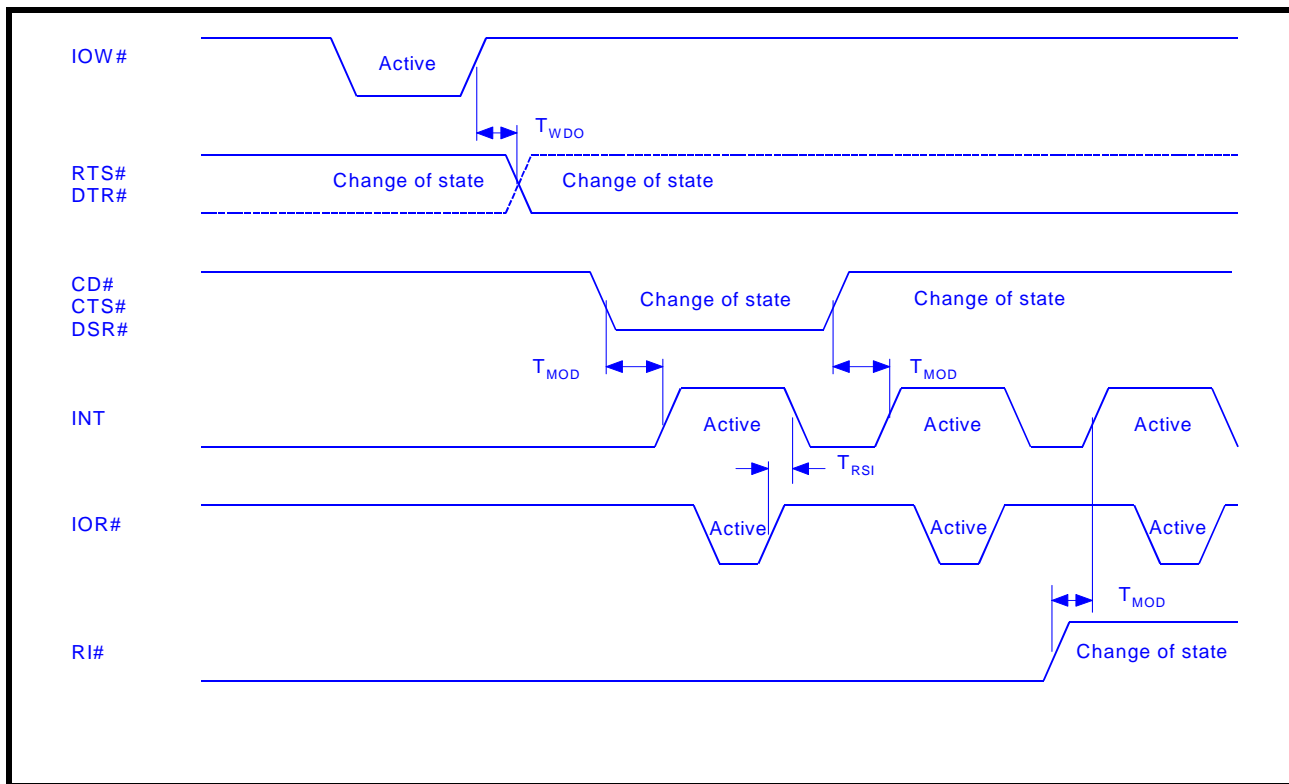 IOW#
Active
TWDO
RTS#
DTR#
Change of state
Change of state
CD#
CTS#
DSR#
Change of state
Change of state
TMOD
TMOD
INT
Active
Active
Active
TRSI
IOR#
Active
Active
Active
TMOD
RI#
Change of state